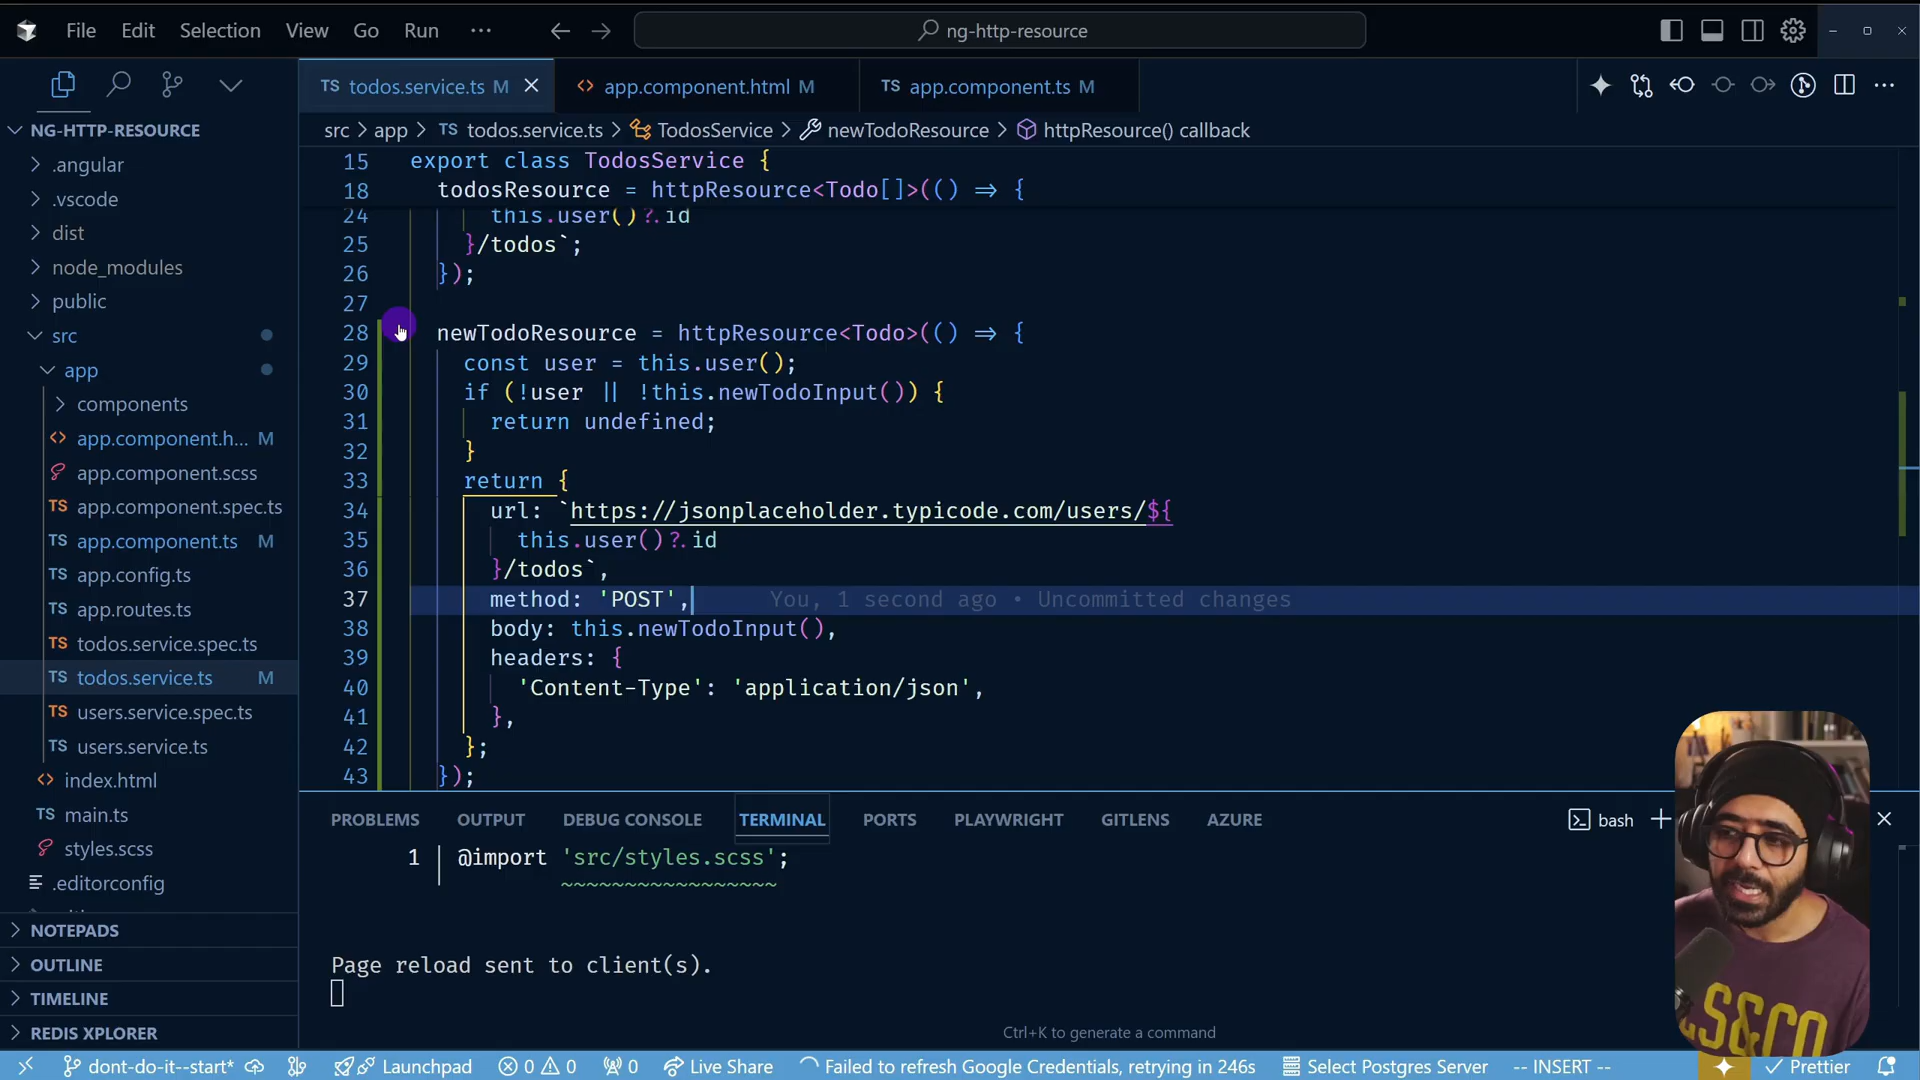 File Edit Selection View Go Run ··· ng-http-resource
todos.service.ts M app.component.html M TS app.component.ts M
src > app > TS todos.service.ts > TodosService > newTodoResource > httpResource() callback
NG-HTTP-RESOURCE
.angular
.vscode
dist
node_modules
public
src
app
components
app.component.h... M
app.component.scss
TS app.component.spec.ts
TS app.component.ts M
TS app.config.ts
TS app.routes.ts
TS todos.service.spec.ts
TS todos.service.ts M
TS users.service.spec.ts
TS users.service.ts
index.html
TS main.ts
styles.scss
.editorconfig
NOTEPADS
OUTLINE
TIMELINE
REDIS XPLORER
15 export class TodosService {
18 todosResource = httpResource<Todo[]>(() => {
24 this.user()?.id
25 }/todos`;
26 });
27
28 newTodoResource = httpResource<Todo>(() => {
29 const user = this.user();
30 if (!user || !this.newTodoInput()) {
31 return undefined;
32 }
33 return {
34 url: `https://jsonplaceholder.typicode.com/users/${
35 this.user()?.id
36 }/todos`,
37 method: 'POST', You, 1 second ago • Uncommitted changes
38 body: this.newTodoInput(),
39 headers: {
40 'Content-Type': 'application/json',
41 },
42 };
43 });
PROBLEMS OUTPUT DEBUG CONSOLE TERMINAL PORTS PLAYWRIGHT GITLENS AZURE bash
1 | @import 'src/styles.scss';
~~~~~~~~~~~~~~~~~
Page reload sent to client(s).
Ctrl+K to generate a command
S&CO
dont-do-it--start* Launchpad 0 0 0 Live Share Failed to refresh Google Credentials, retrying in 246s Select Postgres Server -- INSERT -- Prettier